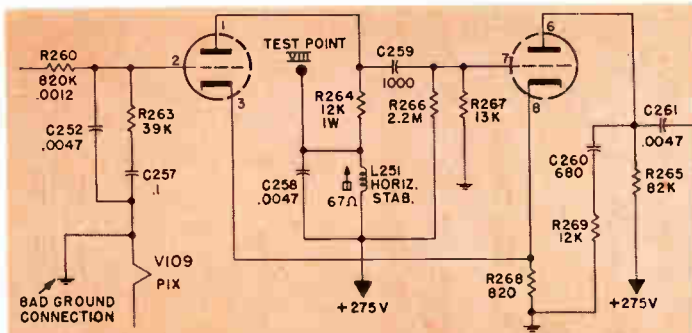 R260
820K
.0012
C252
.0047
R263
39K
C257
.1
V109
PIX
BAD GROUND
CONNECTION
1
2
3
TEST POINT
VIII
C259
1000
R264
12K
1W
R266
2.2M
R267
13K
C258
.0047
67Ω
L251
HORIZ.
STAB.
+275V
6
7
8
C260
680
C261
.0047
R265
82K
R269
12K
R268
820
+275V